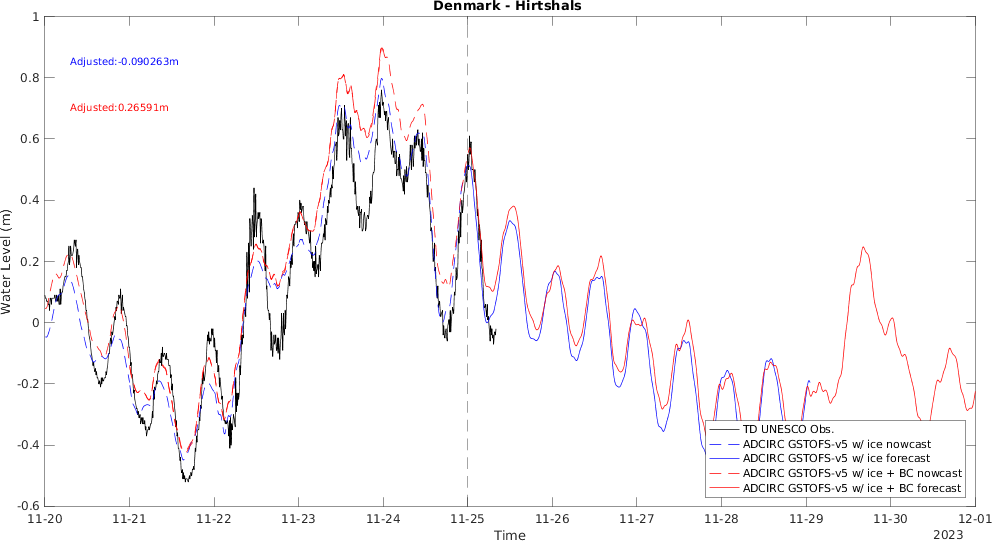 Denmark - Hirtshals
Adjusted:-0.090263m
Adjusted:0.26591m
Water Level (m)
1
0.8
0.6
0.4
0.2
0
-0.2
-0.4
-0.6
TD UNESCO Obs.
ADCIRC GSTOFS-v5 w/ ice nowcast
ADCIRC GSTOFS-v5 w/ ice forecast
ADCIRC GSTOFS-v5 w/ ice + BC nowcast
ADCIRC GSTOFS-v5 w/ ice + BC forecast
11-20 11-21 11-22 11-23 11-24 11-25 11-26 11-27 11-28 11-29 11-30 12-01
Time
2023